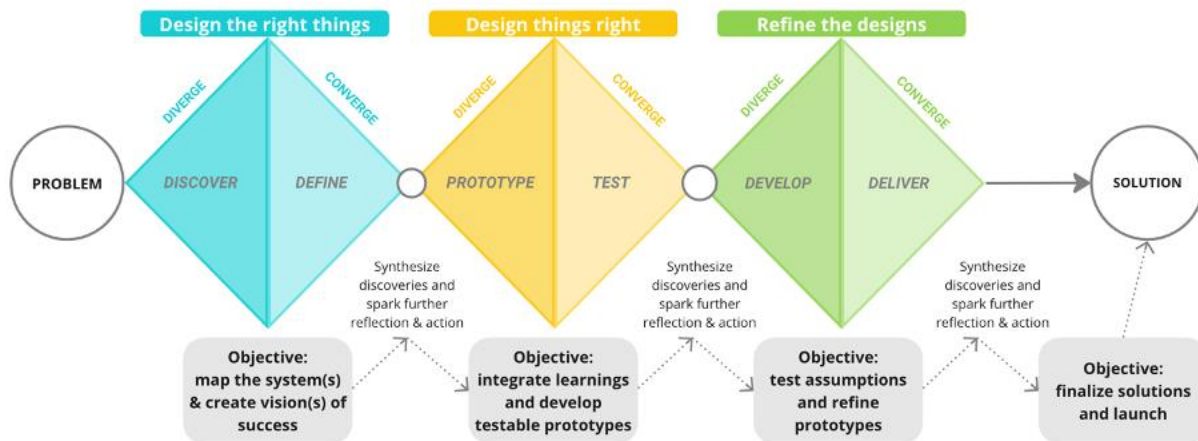 Design the right things
Design things right
Refine the designs
DIVERGE
CONVERGE
DIVERGE
CONVERGE
DIVERGE
CONVERGE
PROBLEM
DISCOVER
DEFINE
PROTOTYPE
TEST
DEVELOP
DELIVER
SOLUTION
Synthesize
discoveries and
spark further
reflection & action
Synthesize
discoveries and
spark further
reflection & action
Synthesize
discoveries and
spark further
reflection & action
Objective:
map the system(s)
& create vision(s) of
success
Objective:
integrate learnings
and develop
testable prototypes
Objective:
test assumptions
and refine
prototypes
Objective:
finalize solutions
and launch